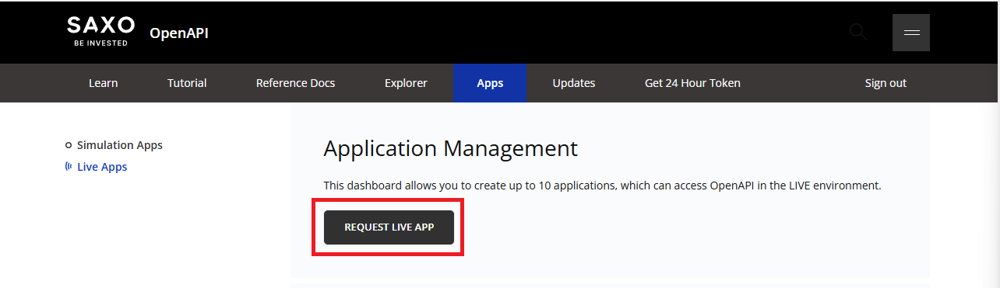 SAXO
BE INVESTED
OpenAPI
Learn Tutorial Reference Docs Explorer Apps Updates Get 24 Hour Token Sign out
Simulation Apps
Live Apps
Application Management
This dashboard allows you to create up to 10 applications, which can access OpenAPI in the LIVE environment.
REQUEST LIVE APP